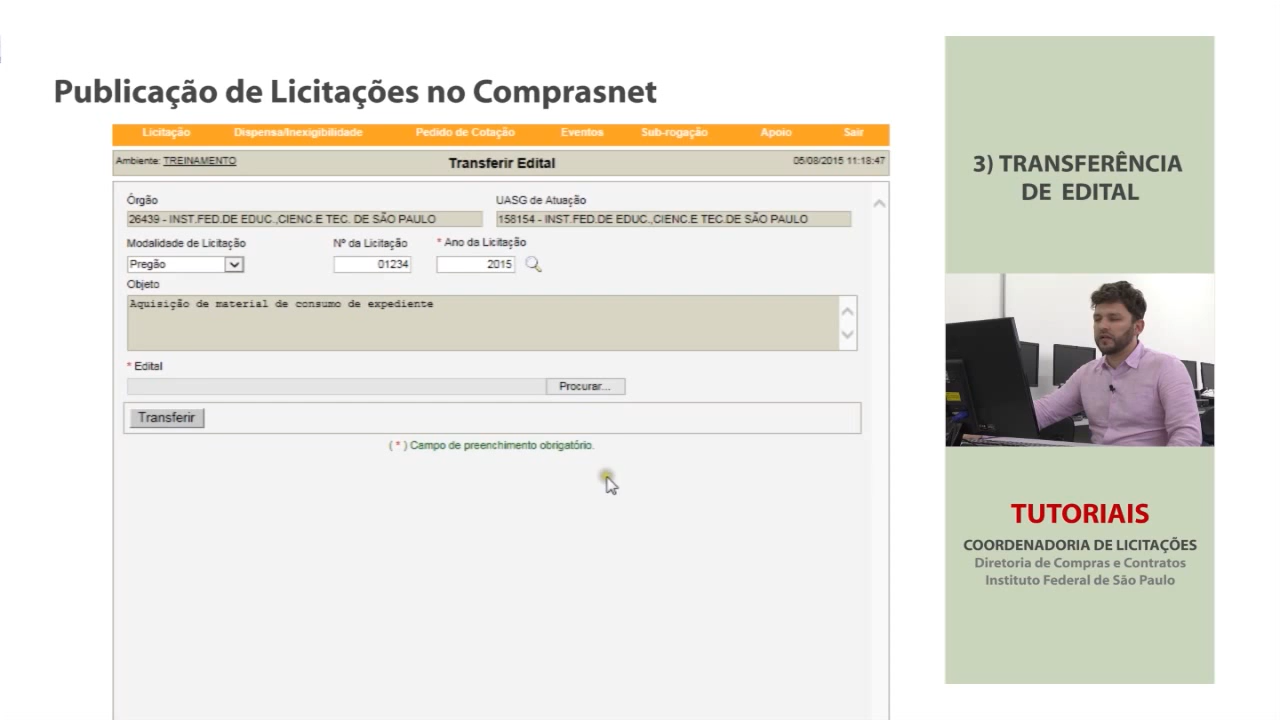 Publicação de Licitações no Comprasnet
Licitação Dispensa/Inexigibilidade Pedido de Cotação Eventos Sub-rogação Apoio Sair
Ambiente: TREINAMENTO Transferir Edital 05/08/2015 11:18:47
Órgão UASG de Atuação
26439 - INST.FED.DE EDUC.,CIENC.E TEC. DE SÃO PAULO 158154 - INST.FED.DE EDUC.,CIENC.E TEC.DE SÃO PAULO
Modalidade de Licitação Nº da Licitação * Ano da Licitação
Pregão 01234 2015
Objeto
Aquisição de material de consumo de expediente
* Edital
Procurar...
Transferir
( * ) Campo de preenchimento obrigatório.
3) TRANSFERÊNCIA
DE EDITAL
TUTORIAIS
COORDENADORIA DE LICITAÇÕES
Diretoria de Compras e Contratos
Instituto Federal de São Paulo